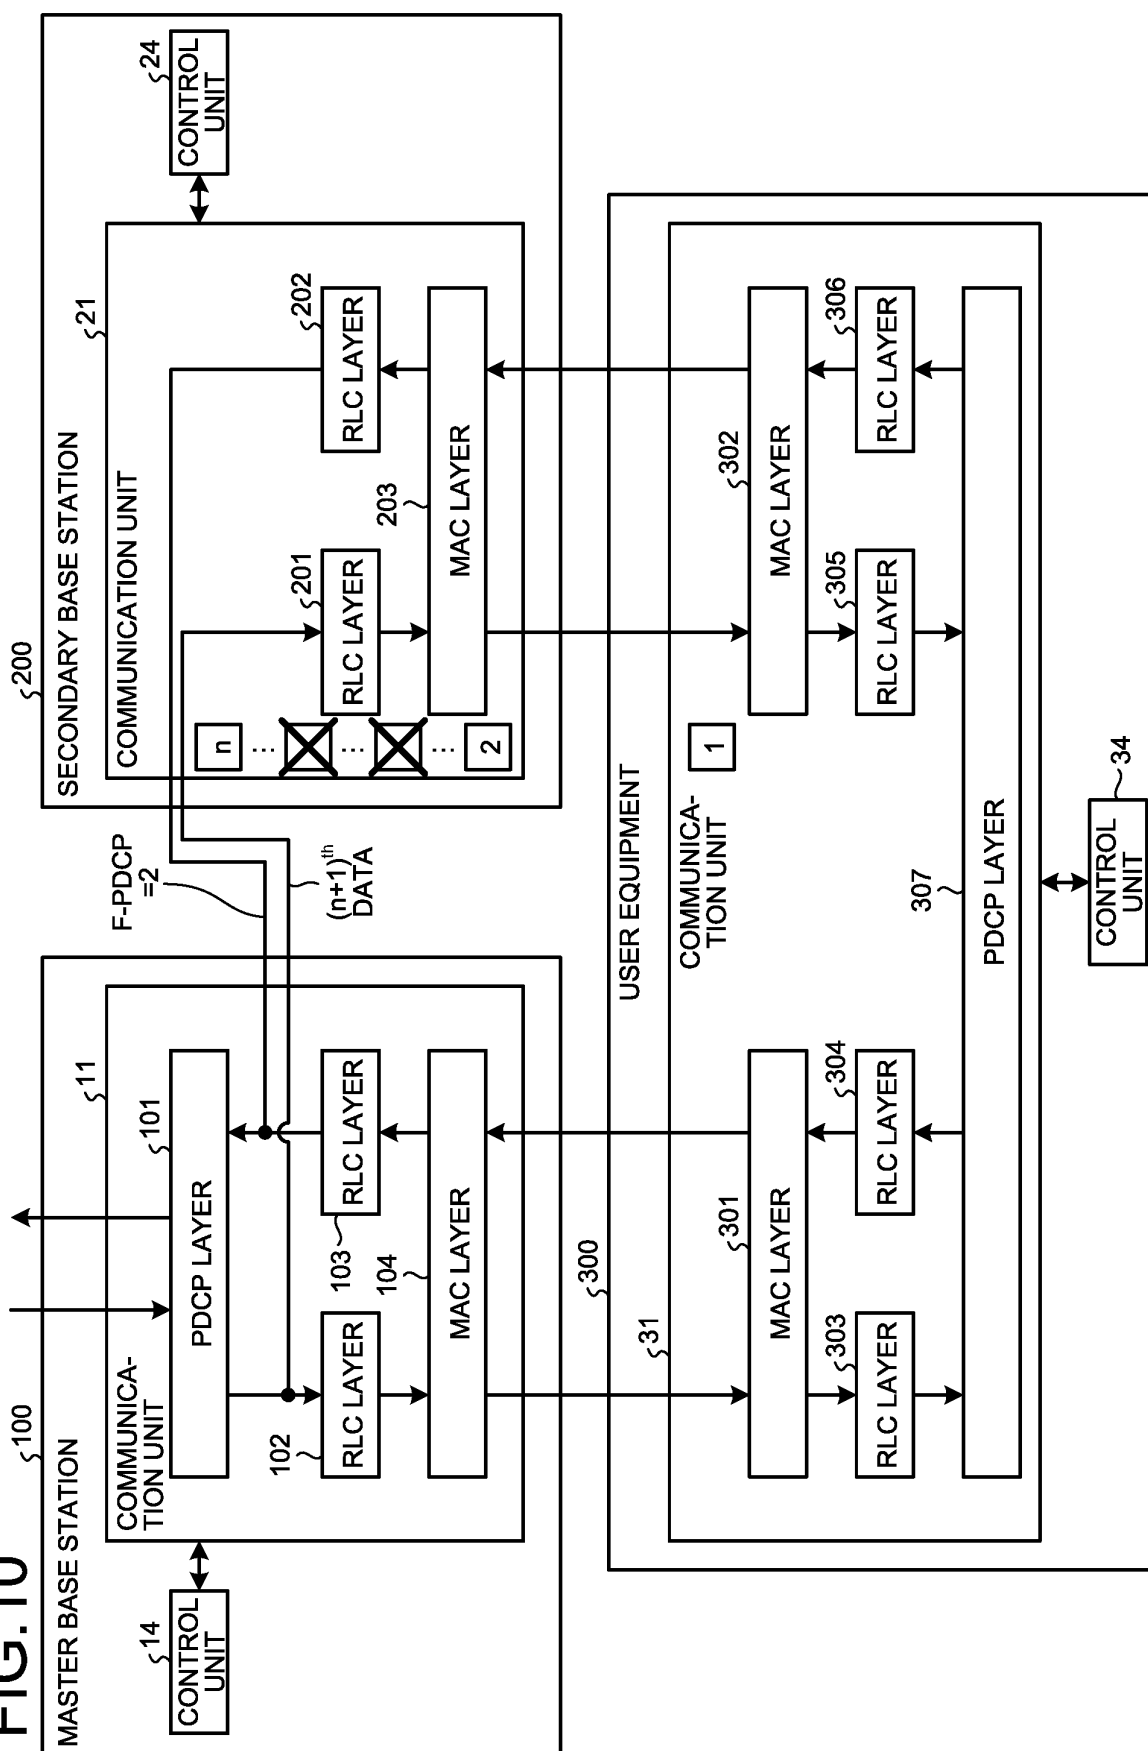 FIG.10
100
MASTER BASE STATION
14
CONTROL
UNIT
11
COMMUNICA-
TION UNIT
101
PDCP LAYER
102
RLC LAYER
103
RLC LAYER
104
MAC LAYER
F-PDCP
=2
(n+1)th
DATA
200
SECONDARY BASE STATION
24
CONTROL
UNIT
21
COMMUNICATION UNIT
n
...
...
...
2
201
RLC LAYER
202
RLC LAYER
203
MAC LAYER
300
USER EQUIPMENT
31
COMMUNICA-
TION UNIT
1
301
MAC LAYER
302
MAC LAYER
303
RLC LAYER
304
RLC LAYER
305
RLC LAYER
306
RLC LAYER
307
PDCP LAYER
34
CONTROL
UNIT